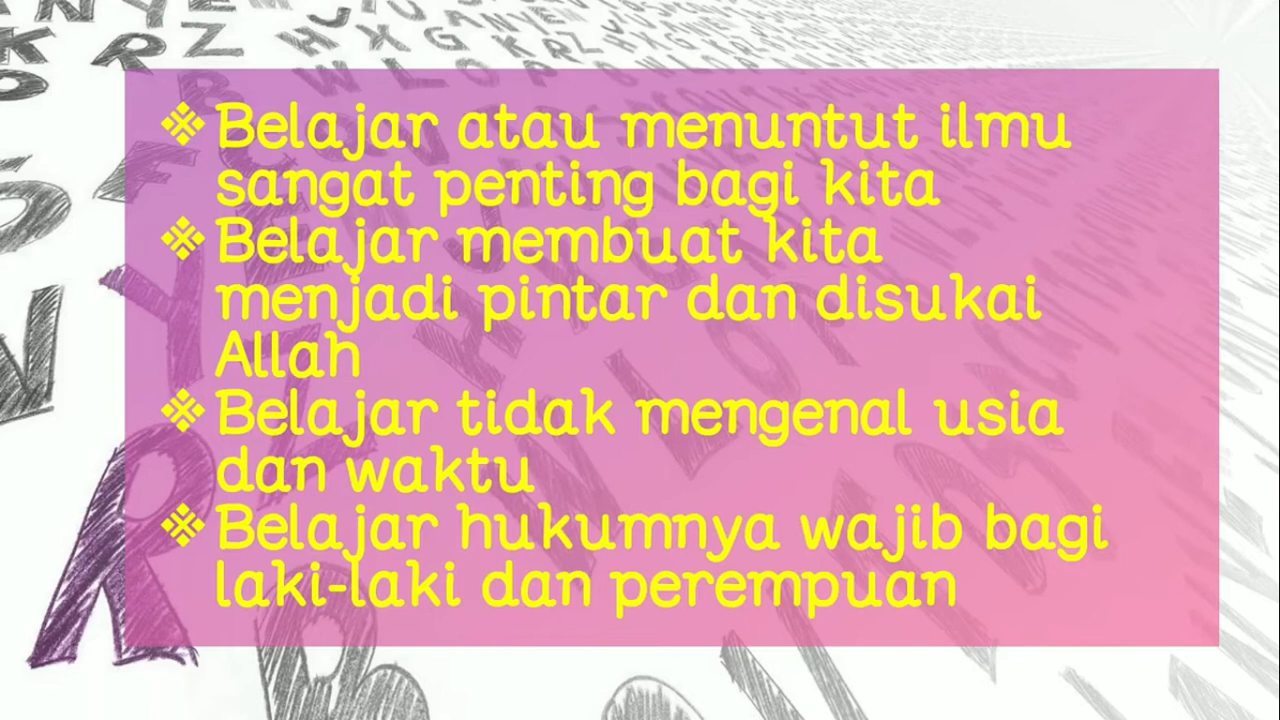 ❖ Belajar atau menuntut ilmu
sangat penting bagi kita
❖ Belajar membuat kita
menjadi pintar dan disukai
Allah
❖ Belajar tidak mengenal usia
dan waktu
❖ Belajar hukumnya wajib bagi
laki-laki dan perempuan